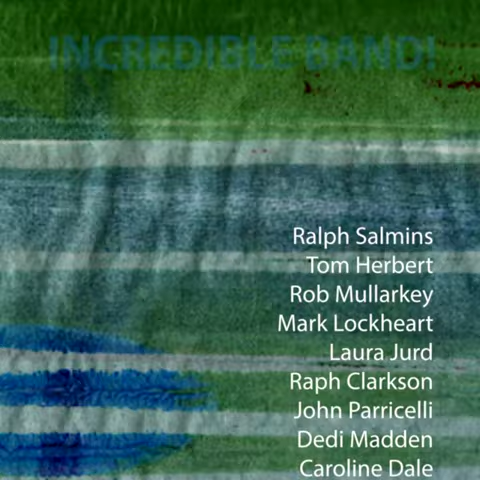 INCREDIBLE BAND!
Ralph Salmins
Tom Herbert
Rob Mullarkey
Mark Lockheart
Laura Jurd
Raph Clarkson
John Parricelli
Dedi Madden
Caroline Dale